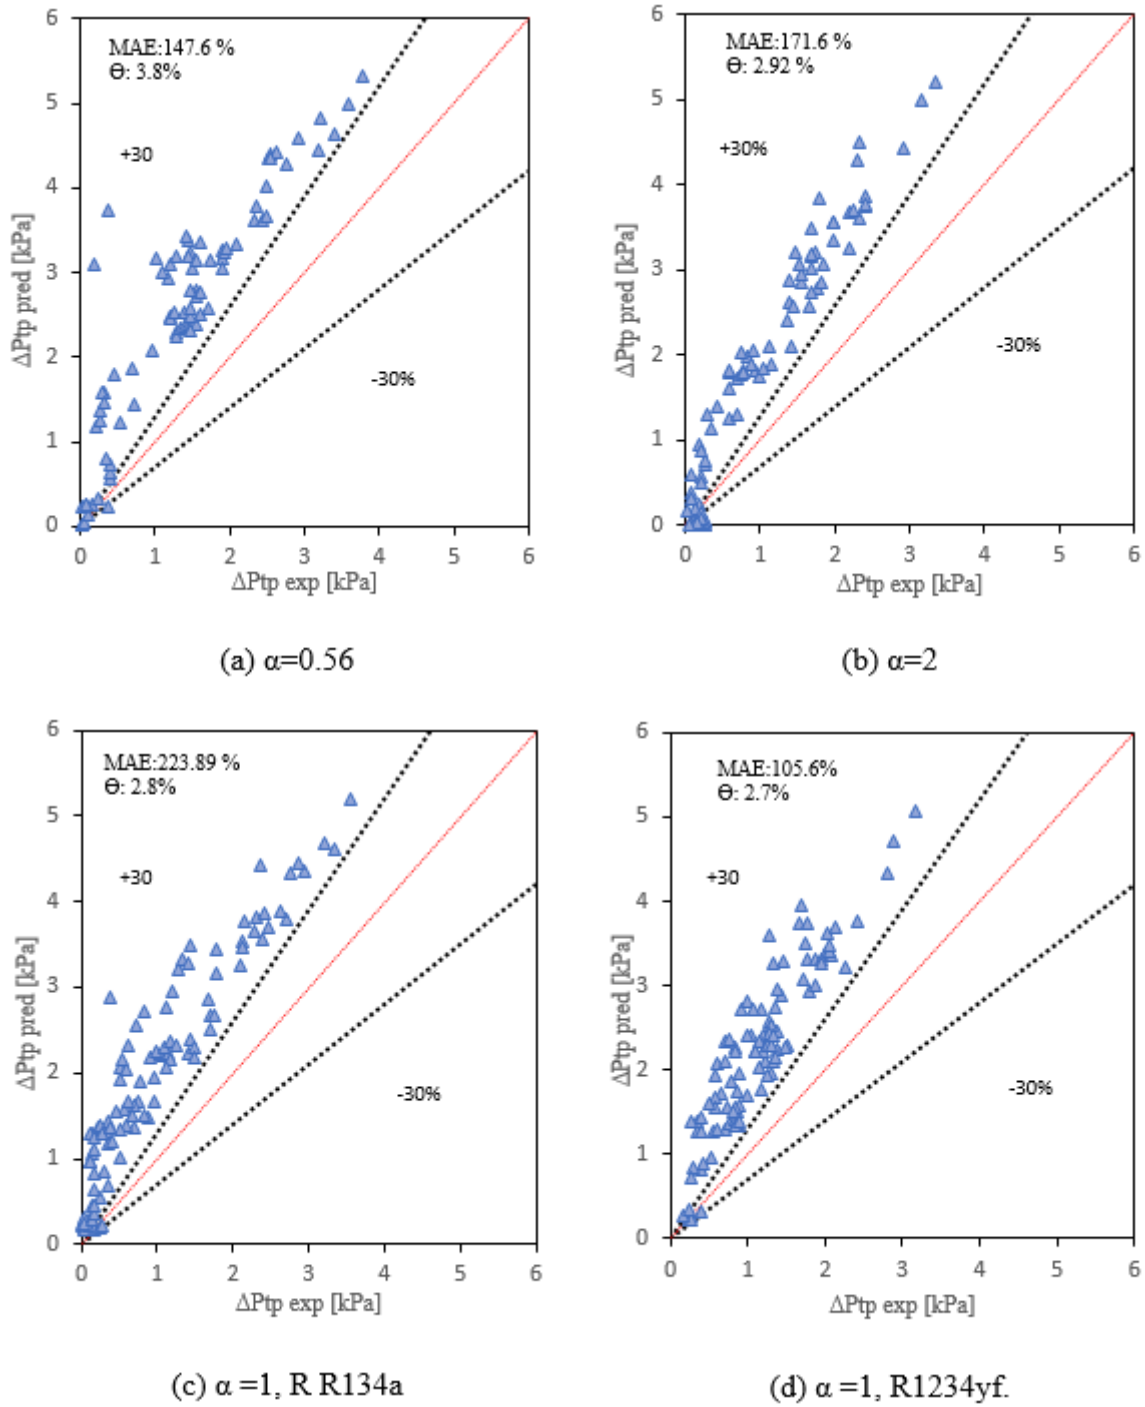 6
5
4
3
2
1
0
ΔPtp pred [kPa]
MAE:147.6 %
Ɵ: 3.8%
+30
-30%
0 1 2 3 4 5 6
ΔPtp exp [kPa]
(a) α=0.56
6
5
4
3
2
1
0
ΔPtp pred [kPa]
MAE:171.6 %
Ɵ: 2.92 %
+30%
-30%
0 1 2 3 4 5 6
ΔPtp exp [kPa]
(b) α=2
6
5
4
3
2
1
0
ΔPtp pred [kPa]
MAE:223.89 %
Ɵ: 2.8%
+30
-30%
0 1 2 3 4 5 6
ΔPtp exp [kPa]
(c) α =1, R R134a
6
5
4
3
2
1
0
ΔPtp pred [kPa]
MAE:105.6%
Ɵ: 2.7%
+30
-30%
0 1 2 3 4 5 6
ΔPtp exp [kPa]
(d) α =1, R1234yf.